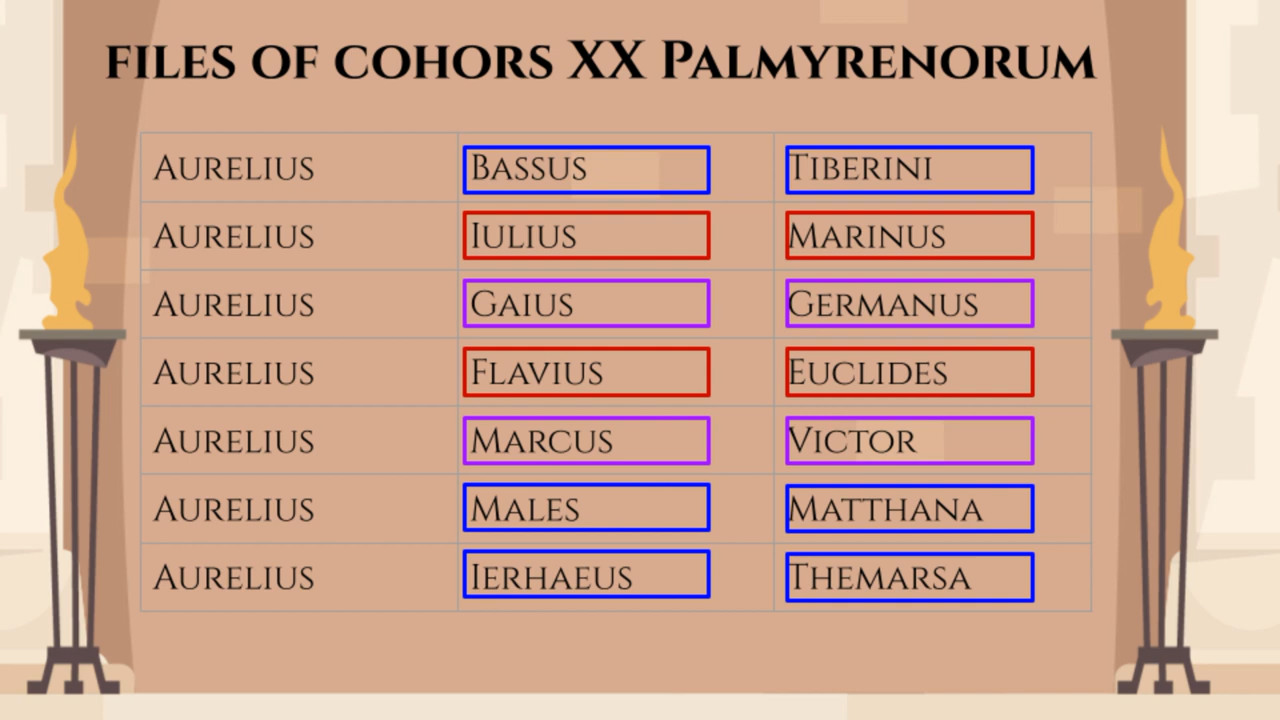 FILES OF COHORS XX PALMYRENORUM
AURELIUS BASSUS TIBERINI
AURELIUS IULIUS MARINUS
AURELIUS GAIUS GERMANUS
AURELIUS FLAVIUS EUCLIDES
AURELIUS MARCUS VICTOR
AURELIUS MALES MATTHANA
AURELIUS IERHAEUS THEMARSA